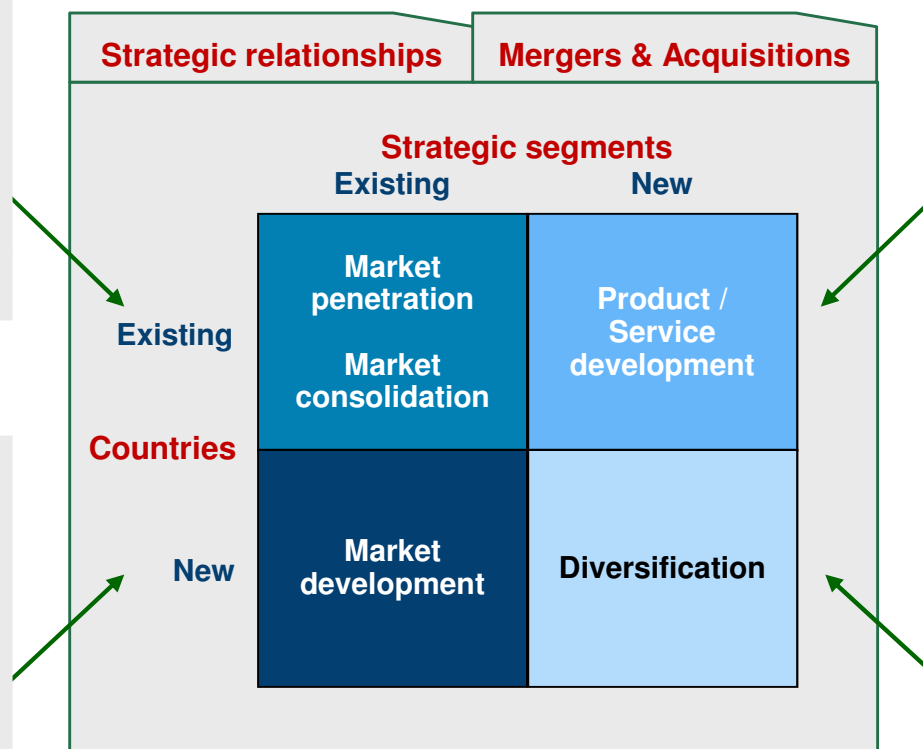 Strategic relationships
Mergers & Acquisitions
Strategic segments
Existing
New
Market
penetration
Market
consolidation
Product /
Service
development
Existing
Countries
New
Market
development
Diversification